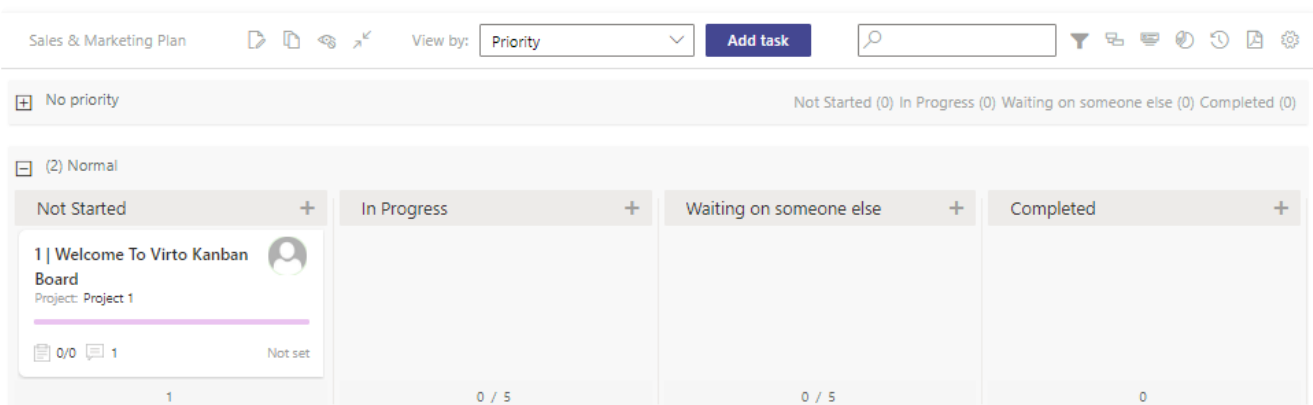 Sales & Marketing Plan View by: Priority Add task
No priority Not Started (0) In Progress (0) Waiting on someone else (0) Completed (0)
(2) Normal
Not Started + In Progress + Waiting on someone else + Completed +
1 | Welcome To Virto Kanban
Board
Project: Project 1
0/0 1 Not set
1 0 / 5 0 / 5 0